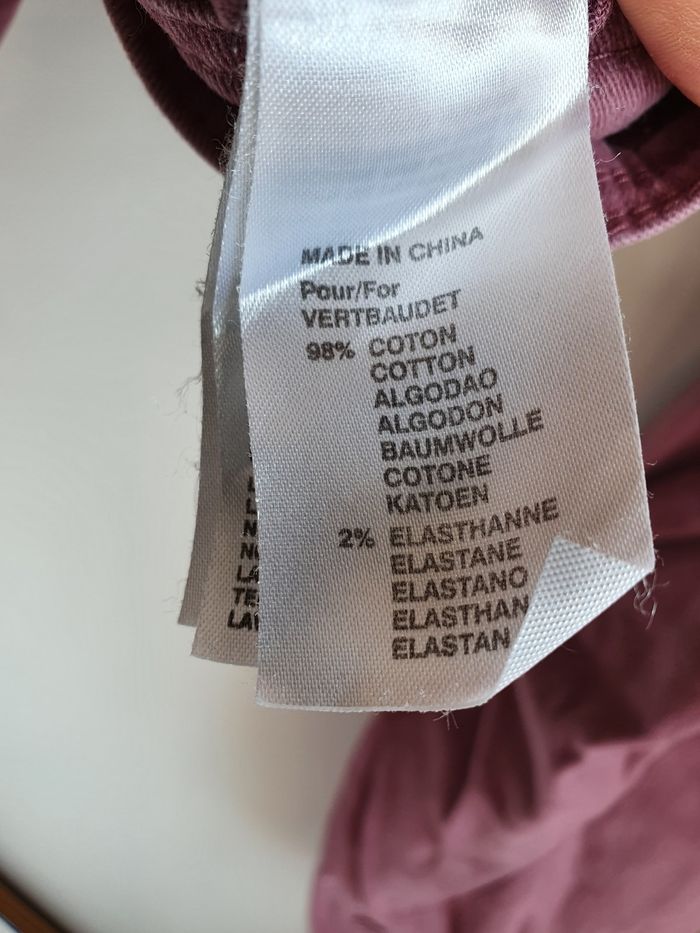 MADE IN CHINA
Pour/For
VERTBAUDET
98% COTON
COTTON
ALGODAO
ALGODON
BAUMWOLLE
COTONE
KATOEN
2% ELASTHANNE
ELASTANE
ELASTANO
ELASTHAN
ELASTAN